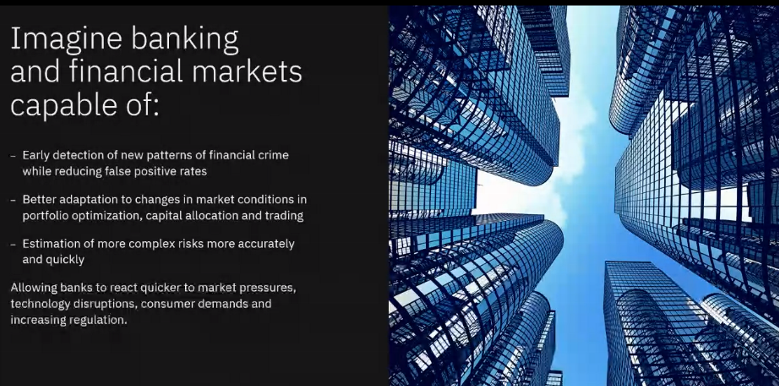 Imagine banking
and financial markets
capable of:
– Early detection of new patterns of financial crime
while reducing false positive rates
– Better adaptation to changes in market conditions in
portfolio optimization, capital allocation and trading
– Estimation of more complex risks more accurately
and quickly
Allowing banks to react quicker to market pressures,
technology disruptions, consumer demands and
increasing regulation.